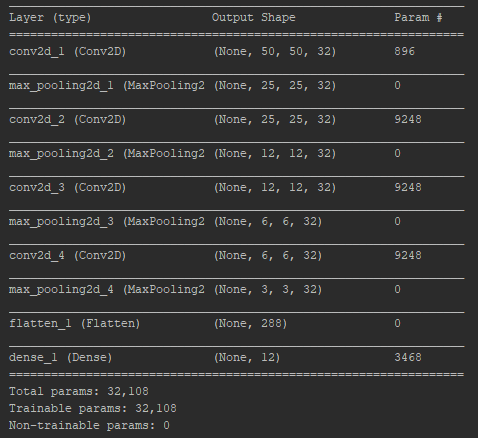 Layer (type) Output Shape Param #
=================================================================
conv2d_1 (Conv2D) (None, 50, 50, 32) 896
max_pooling2d_1 (MaxPooling2 (None, 25, 25, 32) 0
conv2d_2 (Conv2D) (None, 25, 25, 32) 9248
max_pooling2d_2 (MaxPooling2 (None, 12, 12, 32) 0
conv2d_3 (Conv2D) (None, 12, 12, 32) 9248
max_pooling2d_3 (MaxPooling2 (None, 6, 6, 32) 0
conv2d_4 (Conv2D) (None, 6, 6, 32) 9248
max_pooling2d_4 (MaxPooling2 (None, 3, 3, 32) 0
flatten_1 (Flatten) (None, 288) 0
dense_1 (Dense) (None, 12) 3468
=================================================================
Total params: 32,108
Trainable params: 32,108
Non-trainable params: 0